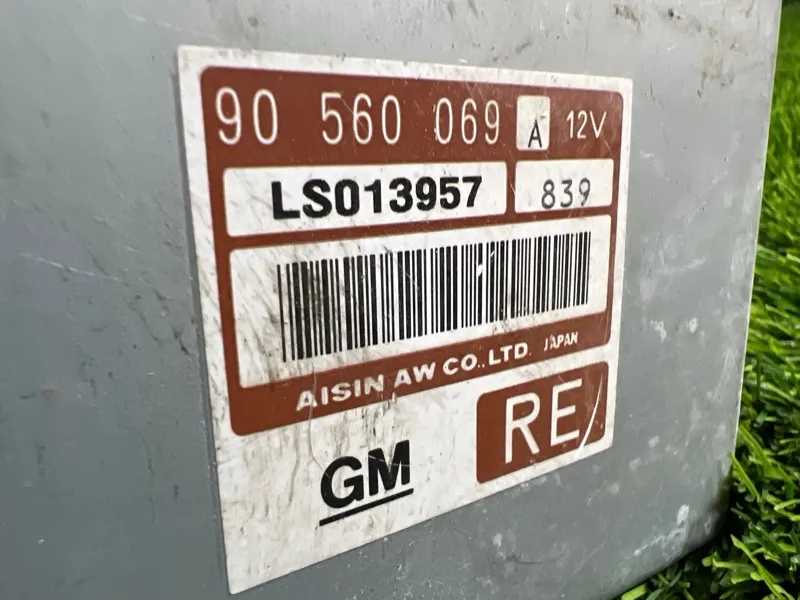 90 560 069 A 12V
LS013957 839
AISIN AW CO.,LTD. JAPAN
GM RE